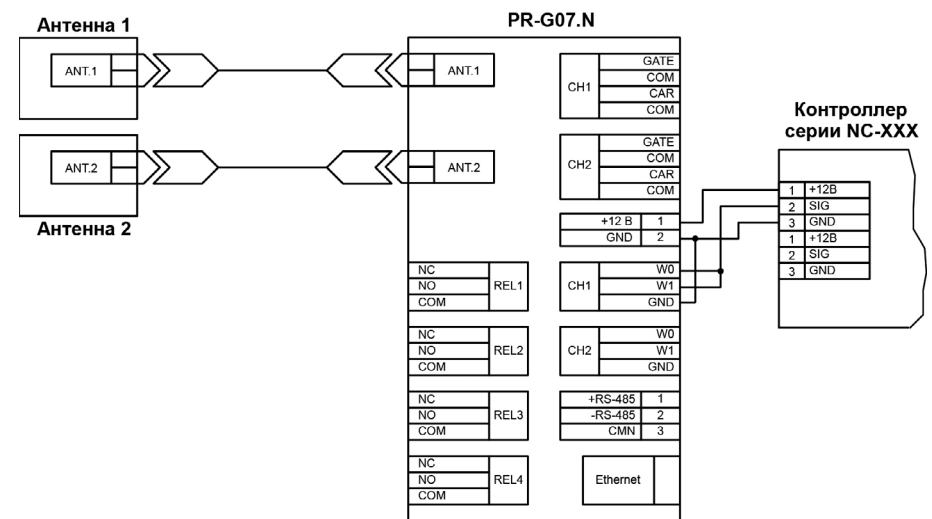 PR-G07.N
Антенна 1
ANT.1
ANT.1
ANT.2
ANT.2
Антенна 2
CH1
GATE
COM
CAR
COM
CH2
GATE
COM
CAR
COM
+12 В 1
GND 2
CH1
W0
W1
GND
CH2
W0
W1
GND
+RS-485 1
-RS-485 2
CMN 3
Ethernet
NC
NO
COM
REL1
NC
NO
COM
REL2
NC
NO
COM
REL3
NC
NO
COM
REL4
Контроллер
серии NC-XXX
1 +12В
2 SIG
3 GND
1 +12В
2 SIG
3 GND